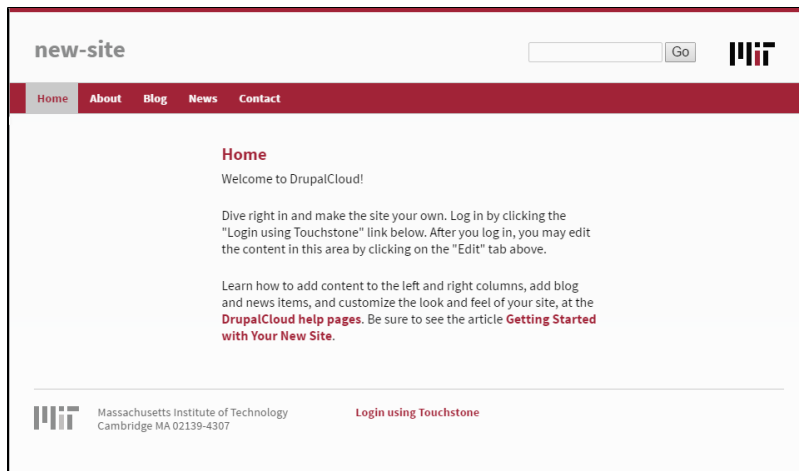 new-site
Go
MIT
Home About Blog News Contact
Home
Welcome to DrupalCloud!
Dive right in and make the site your own. Log in by clicking the
"Login using Touchstone" link below. After you log in, you may edit
the content in this area by clicking on the "Edit" tab above.
Learn how to add content to the left and right columns, add blog
and news items, and customize the look and feel of your site, at the
DrupalCloud help pages. Be sure to see the article Getting Started
with Your New Site.
MIT
Massachusetts Institute of Technology
Cambridge MA 02139-4307
Login using Touchstone